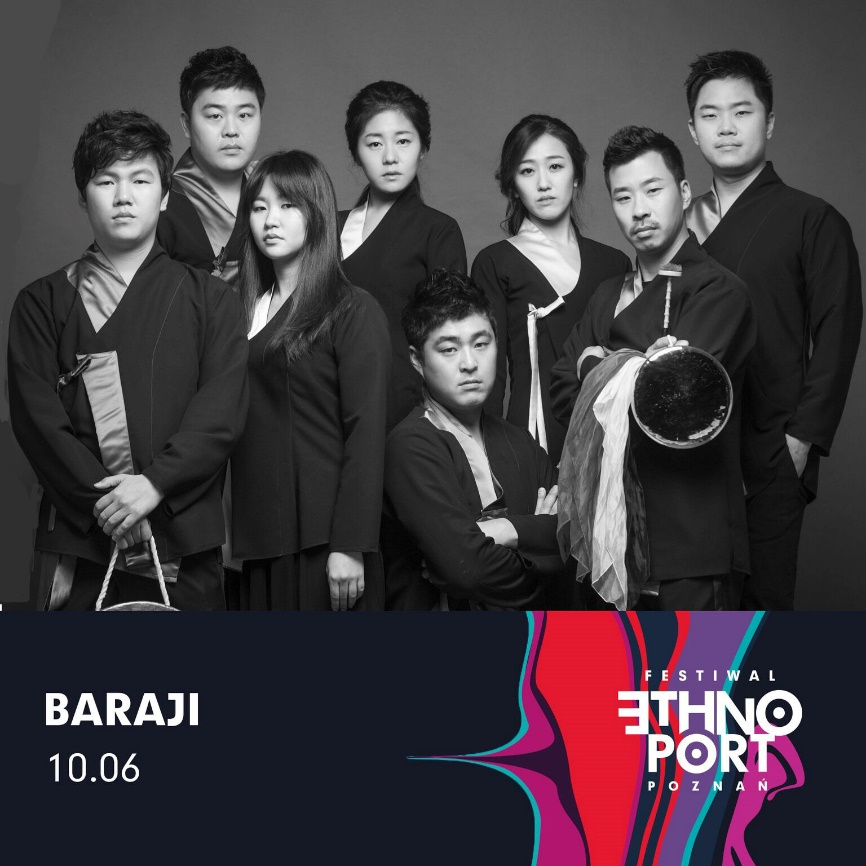 BARAJI
10.06
FESTIWAL
ETHNO
PORT
POZNAŃ